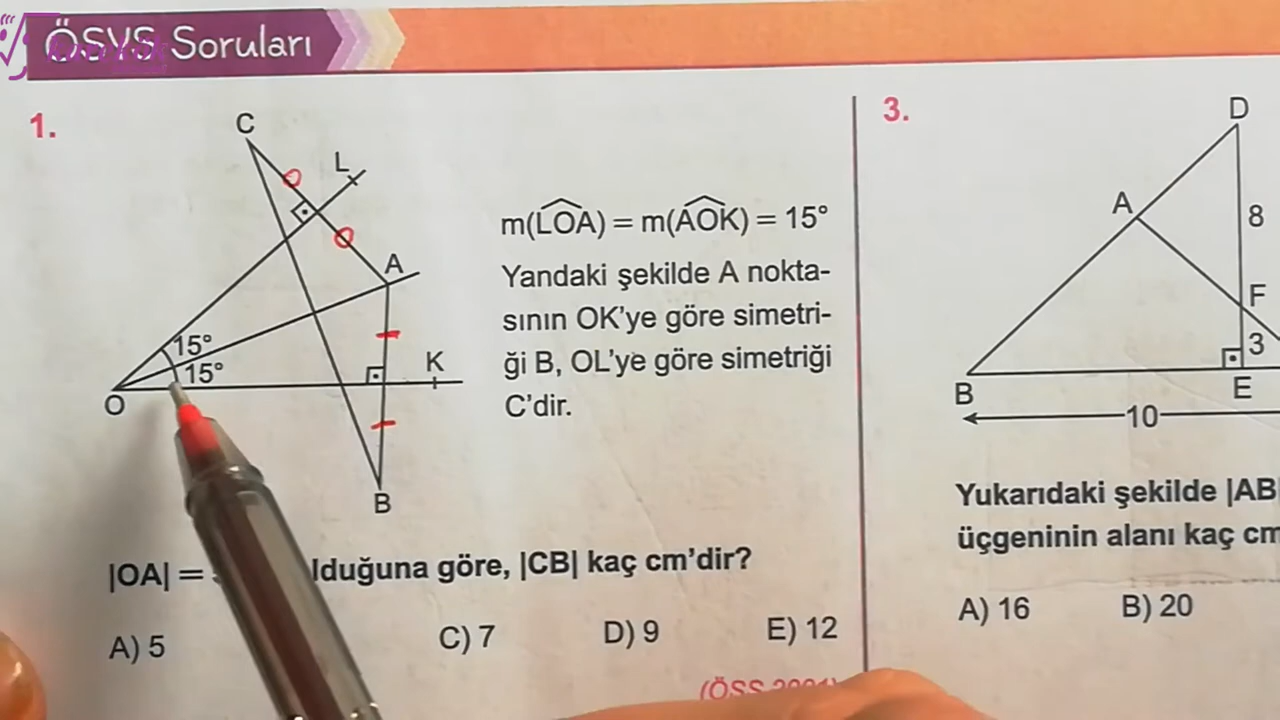 ÖSYS Soruları
1.
C
L
A
K
O
B
15°
15°
m(LOA) = m(AOK) = 15°
Yandaki şekilde A nokta-
sının OK'ye göre simetri-
ği B, OL'ye göre simetriği
C'dir.
|OA| = lduğuna göre, |CB| kaç cm'dir?
A) 5
C) 7
D) 9
E) 12
(ÖSS
3.
D
A
8
F
3
B
E
10
Yukarıdaki şekilde |AB|
üçgeninin alanı kaç cm
A) 16
B) 20